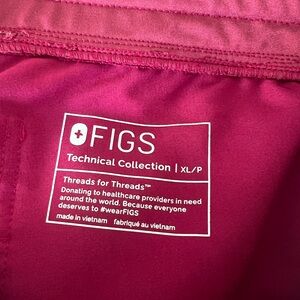 FIGS
Technical Collection | XL/P
Threads for Threads™
Donating to healthcare providers in need
around the world. Because everyone
deserves to #wearFIGS
made in vietnam fabriqué au vietnam